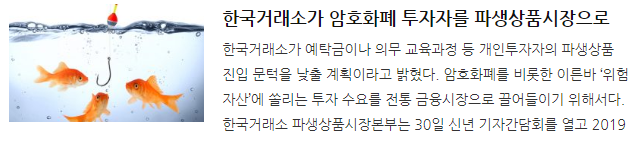 한국거래소가 암호화폐 투자자를 파생상품시장으로
한국거래소가 예탁금이나 의무 교육과정 등 개인투자자의 파생상품
진입 문턱을 낮출 계획이라고 밝혔다. 암호화폐를 비롯한 이른바 '위험
자산'에 쏠리는 투자 수요를 전통 금융시장으로 끌어들이기 위해서다.
한국거래소 파생상품시장본부는 30일 신년 기자간담회를 열고 2019